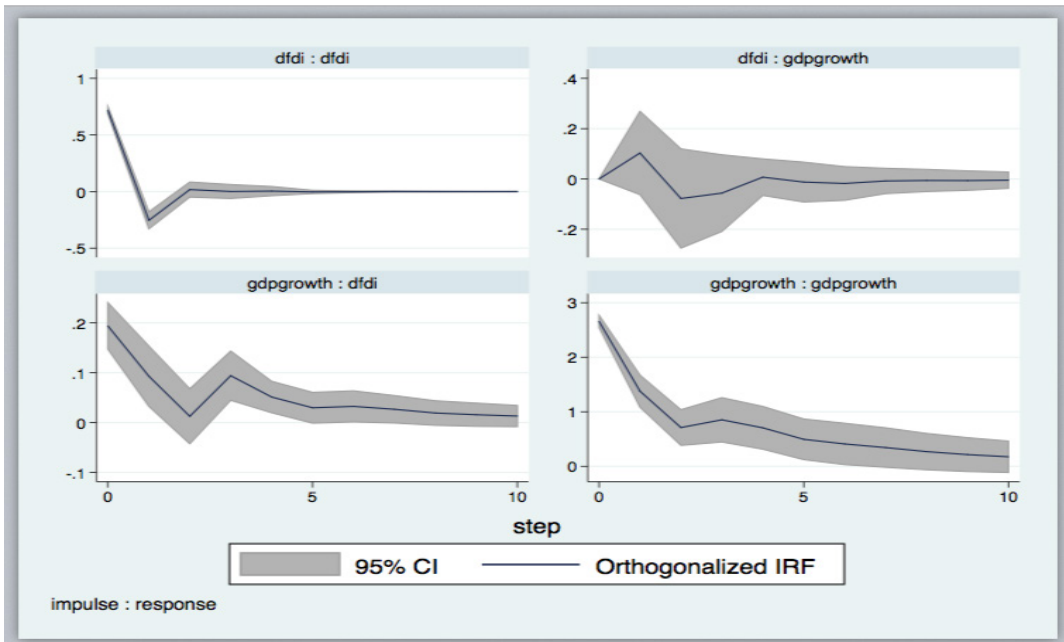 dfdi : dfdi
dfdi : gdpgrowth
1
.5
0
-.5
.4
.2
0
-.2
gdpgrowth : dfdi
gdpgrowth : gdpgrowth
.2
.1
0
-.1
3
2
1
0
0 5 10
0 5 10
step
95% CI Orthogonalized IRF
impulse : response